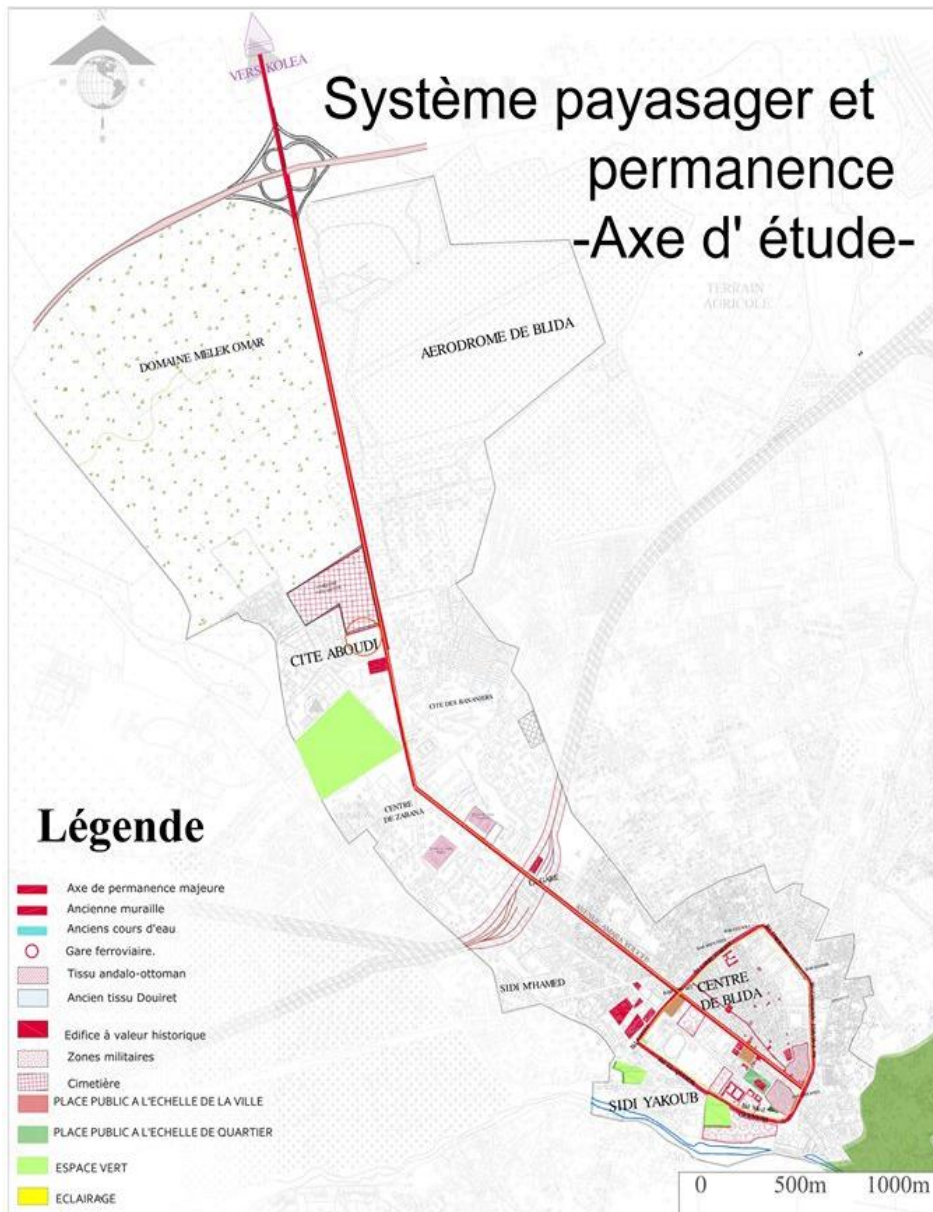 N
VERS KOLEA
Système payasager et
permanence
-Axe d' étude-
TERRAIN
AGRICOLE
DOMAINE MELEK OMAR
AERODROME DE BLIDA
CITE ABOUDI
CITE DES BANANIERS
CENTRE
DE ZABANA
LA GARE
SIDI M'HAMED
CENTRE
DE BLIDA
SIDI YAKOUB
Légende
Axe de permanence majeure
Ancienne muraille
Anciens cours d'eau
Gare ferroviaire.
Tissu andalo-ottoman
Ancien tissu Douiret
Edifice à valeur historique
Zones militaires
Cimetière
PLACE PUBLIC A L'ECHELLE DE LA VILLE
PLACE PUBLIC A L'ECHELLE DE QUARTIER
ESPACE VERT
ECLAIRAGE
0 500m 1000m